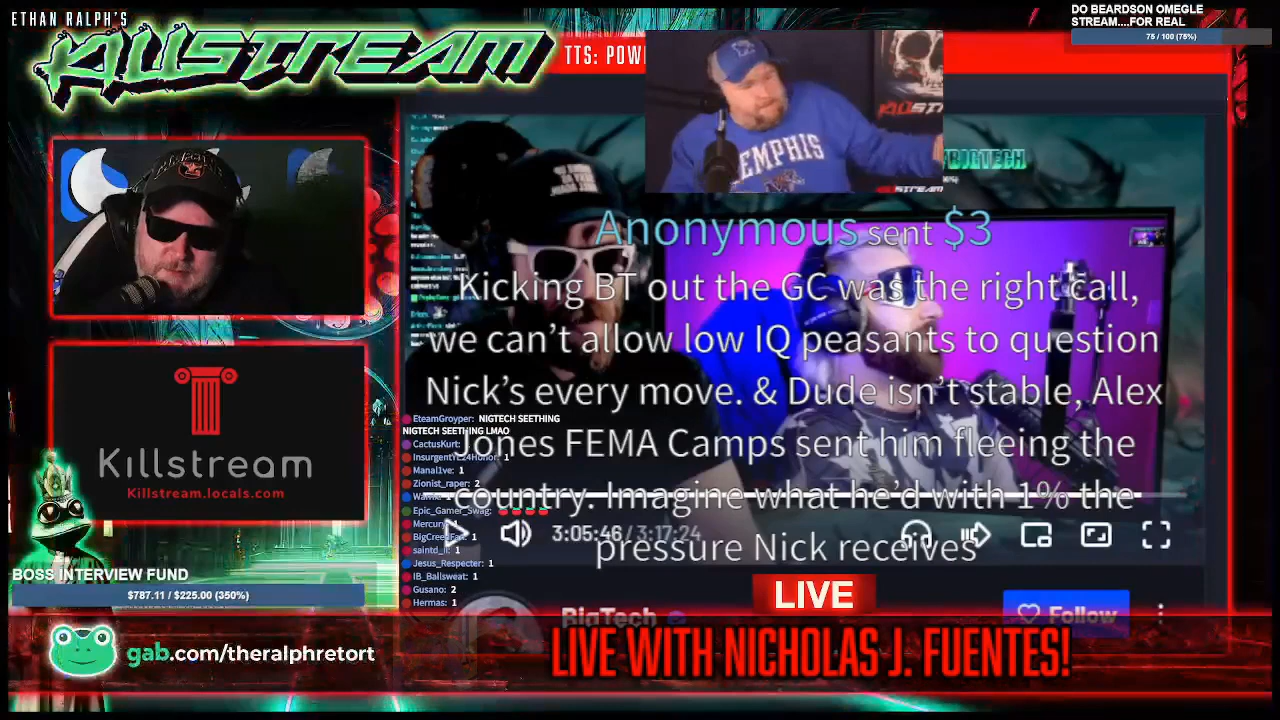 ETHAN RALPH'S
KILLSTREAM
TTS: POW
DO BEARDSON OMEGLE
STREAM....FOR REAL
75 / 100 (75%)
EMPHIS
Anonymous sent $3
Kicking BT out the GC was the right call,
we can't allow low IQ peasants to question
Nick's every move. & Dude isn't stable, Alex
Jones FEMA Camps sent him fleeing the
country. Imagine what he'd with 1% the
pressure Nick receives
EteamGroyper: NIGTECH SEETHING
NIGTECH SEETHING LMAO
CactusKurt:
Manal1ve: 1
Zionist_raper: 2
Epic_Gamer_Swag:
Mercury
saintd_ll: 1
Jesus_Respecter: 1
IB_Ballsweat: 1
Gusano: 2
Hermas: 1
3:05:46 / 3:17:24
BigTech
Follow
LIVE
Killstream
Killstream.locals.com
BOSS INTERVIEW FUND
$787.11 / $225.00 (350%)
gab.com/theralphretort
LIVE WITH NICHOLAS J. FUENTES!